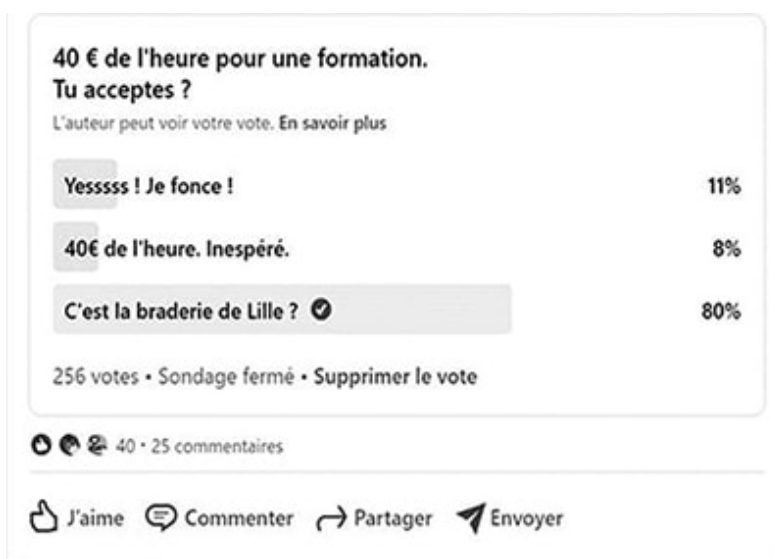 40 € de l'heure pour une formation.
Tu acceptes ?
L'auteur peut voir votre vote. En savoir plus
Yesssss ! Je fonce !
11%
40€ de l'heure. Inespéré.
8%
C'est la braderie de Lille ?
80%
256 votes • Sondage fermé • Supprimer le vote
40 • 25 commentaires
J'aime Commenter Partager Envoyer